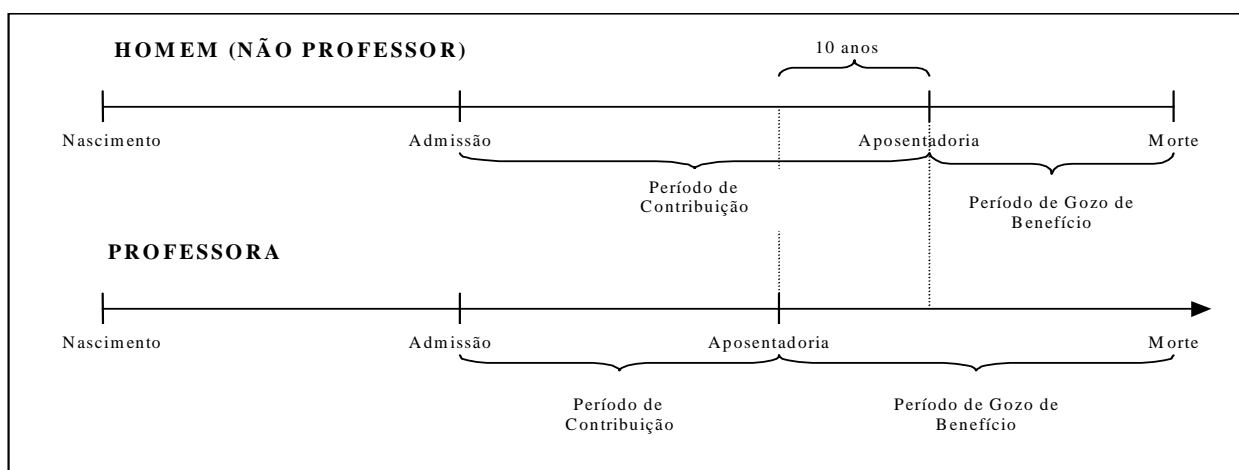 HOMEM (NÃO PROFESSOR)
10 anos
Nascimento
Admissão
Aposentadoria
Morte
Período de
Contribuição
Período de Gozo de
Benefício
PROFESSORA
Nascimento
Admissão
Aposentadoria
Morte
Período de
Contribuição
Período de Gozo de
Benefício